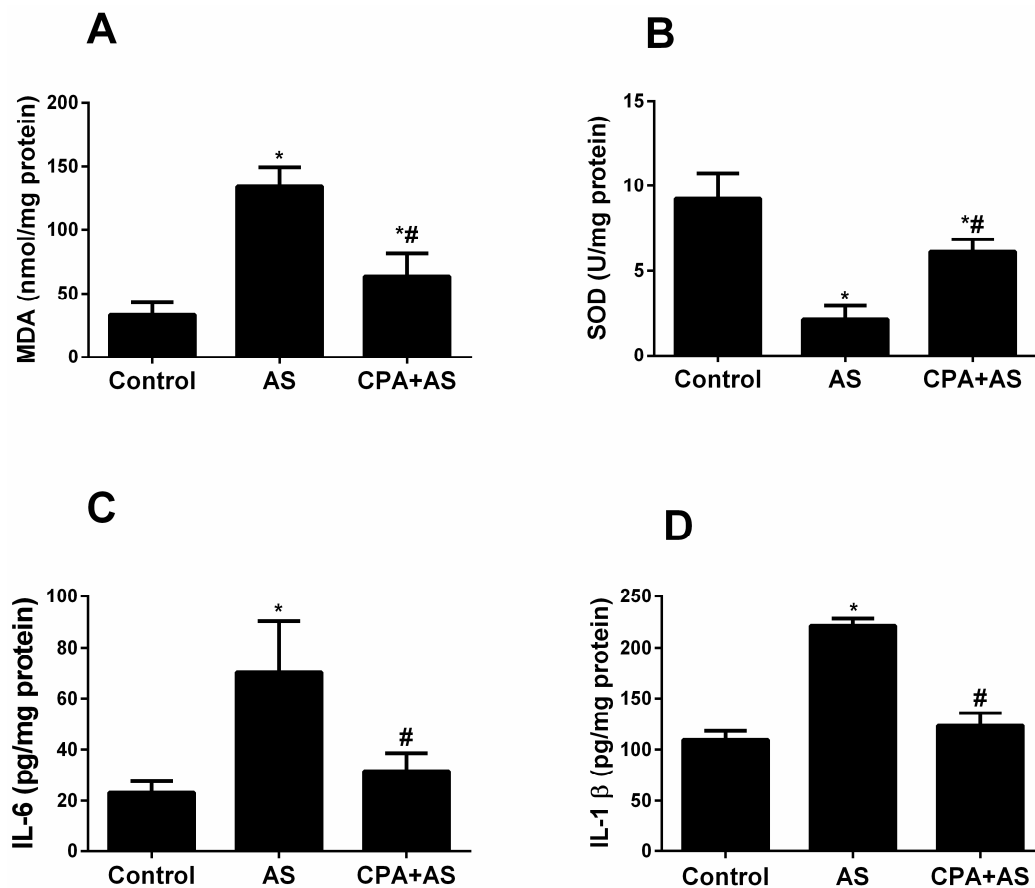 A
MDA (nmol/mg protein)
200
150
100
50
0
*
*#
Control AS CPA+AS
B
SOD (U/mg protein)
15
10
5
0
*
*#
Control AS CPA+AS
C
IL-6 (pg/mg protein)
100
80
60
40
20
0
*
#
Control AS CPA+AS
D
IL-1 β (pg/mg protein)
250
200
150
100
50
0
*
#
Control AS CPA+AS